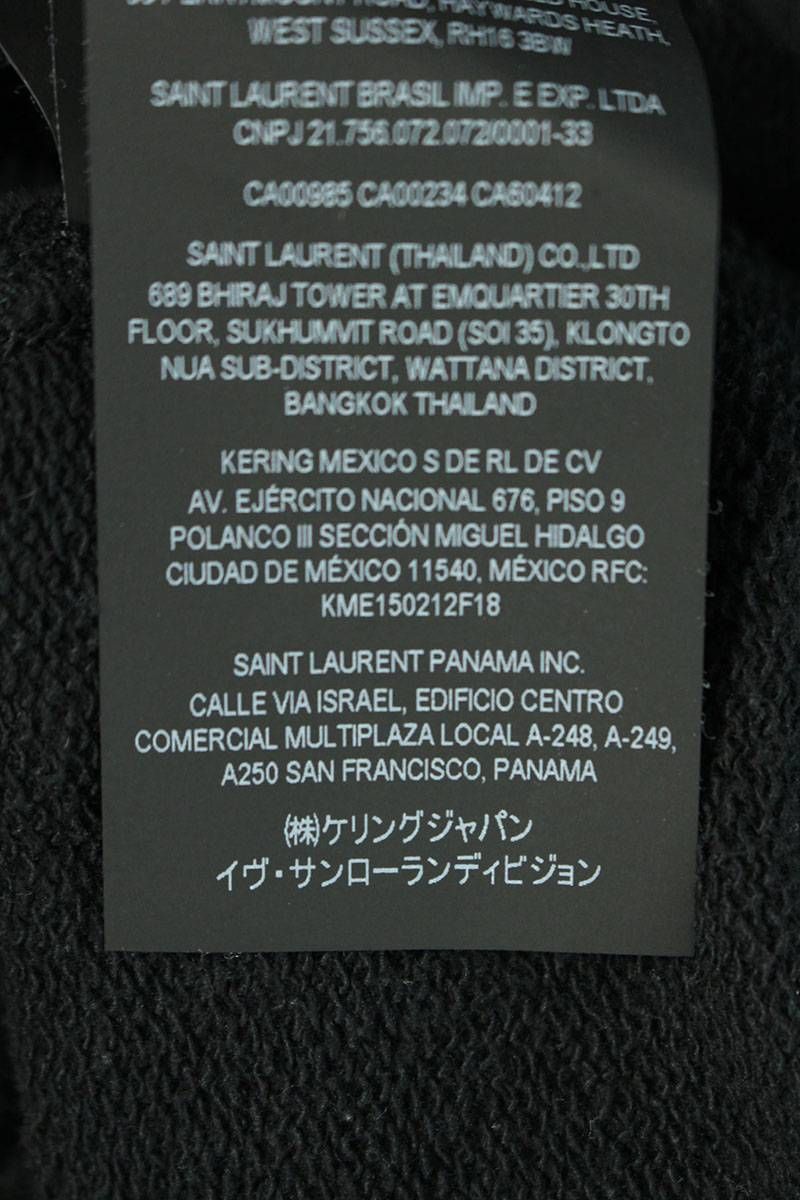 HOUSE,
ROAD, HAYWARDS HEATH,
WEST SUSSEX, RH16 3BW
SAINT LAURENT BRASIL IMP. E EXP. LTDA
CNPJ 21.756.072.072/0001-33
CA00985 CA00234 CA60412
SAINT LAURENT (THAILAND) CO.,LTD
689 BHIRAJ TOWER AT EMQUARTIER 30TH
FLOOR, SUKHUMVIT ROAD (SOI 35), KLONGTO
NUA SUB-DISTRICT, WATTANA DISTRICT,
BANGKOK THAILAND
KERING MEXICO S DE RL DE CV
AV. EJÉRCITO NACIONAL 676, PISO 9
POLANCO III SECCIÓN MIGUEL HIDALGO
CIUDAD DE MÉXICO 11540, MÉXICO RFC:
KME150212F18
SAINT LAURENT PANAMA INC.
CALLE VIA ISRAEL, EDIFICIO CENTRO
COMERCIAL MULTIPLAZA LOCAL A-248, A-249,
A250 SAN FRANCISCO, PANAMA
㈱ケリングジャパン
イヴ・サンローランディビジョン